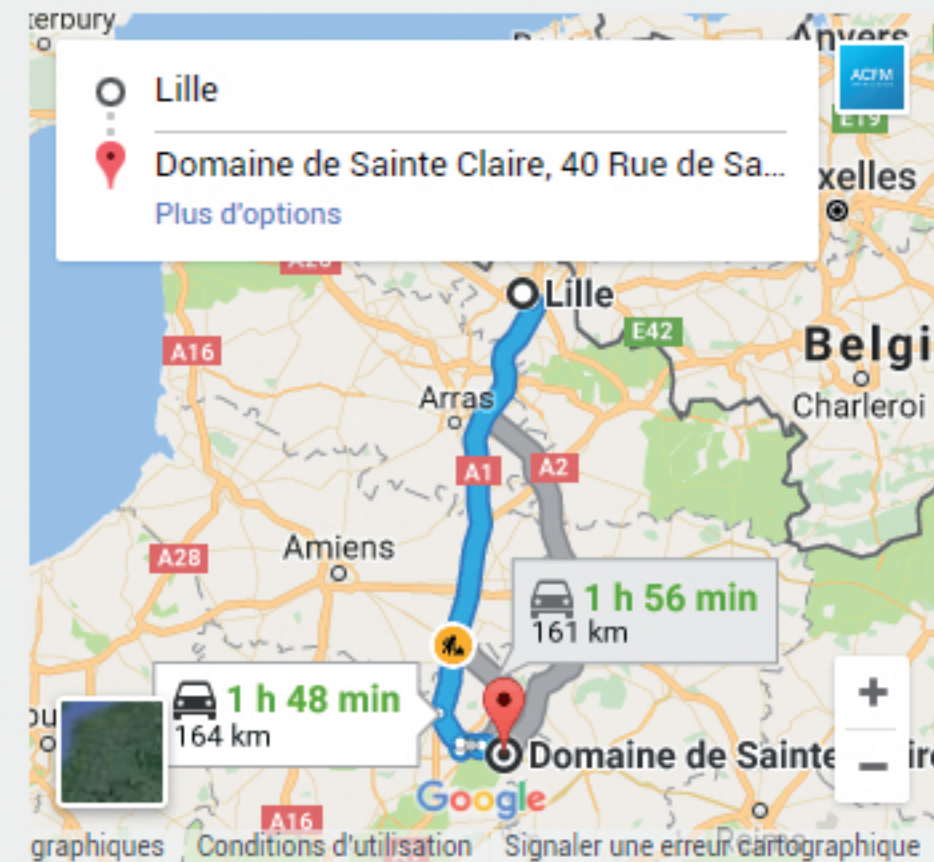 Lille
Domaine de Sainte Claire, 40 Rue de Sa...
Plus d'options
Anvers
ACFM
E19
xelles
Lille
E42
A16
Belgi
Arras
Charleroi
A1
A2
Amiens
A28
1 h 56 min
161 km
1 h 48 min
164 km
Domaine de Sainte
Google
A16
graphiques
Conditions d'utilisation
Signaler une erreur cartographique